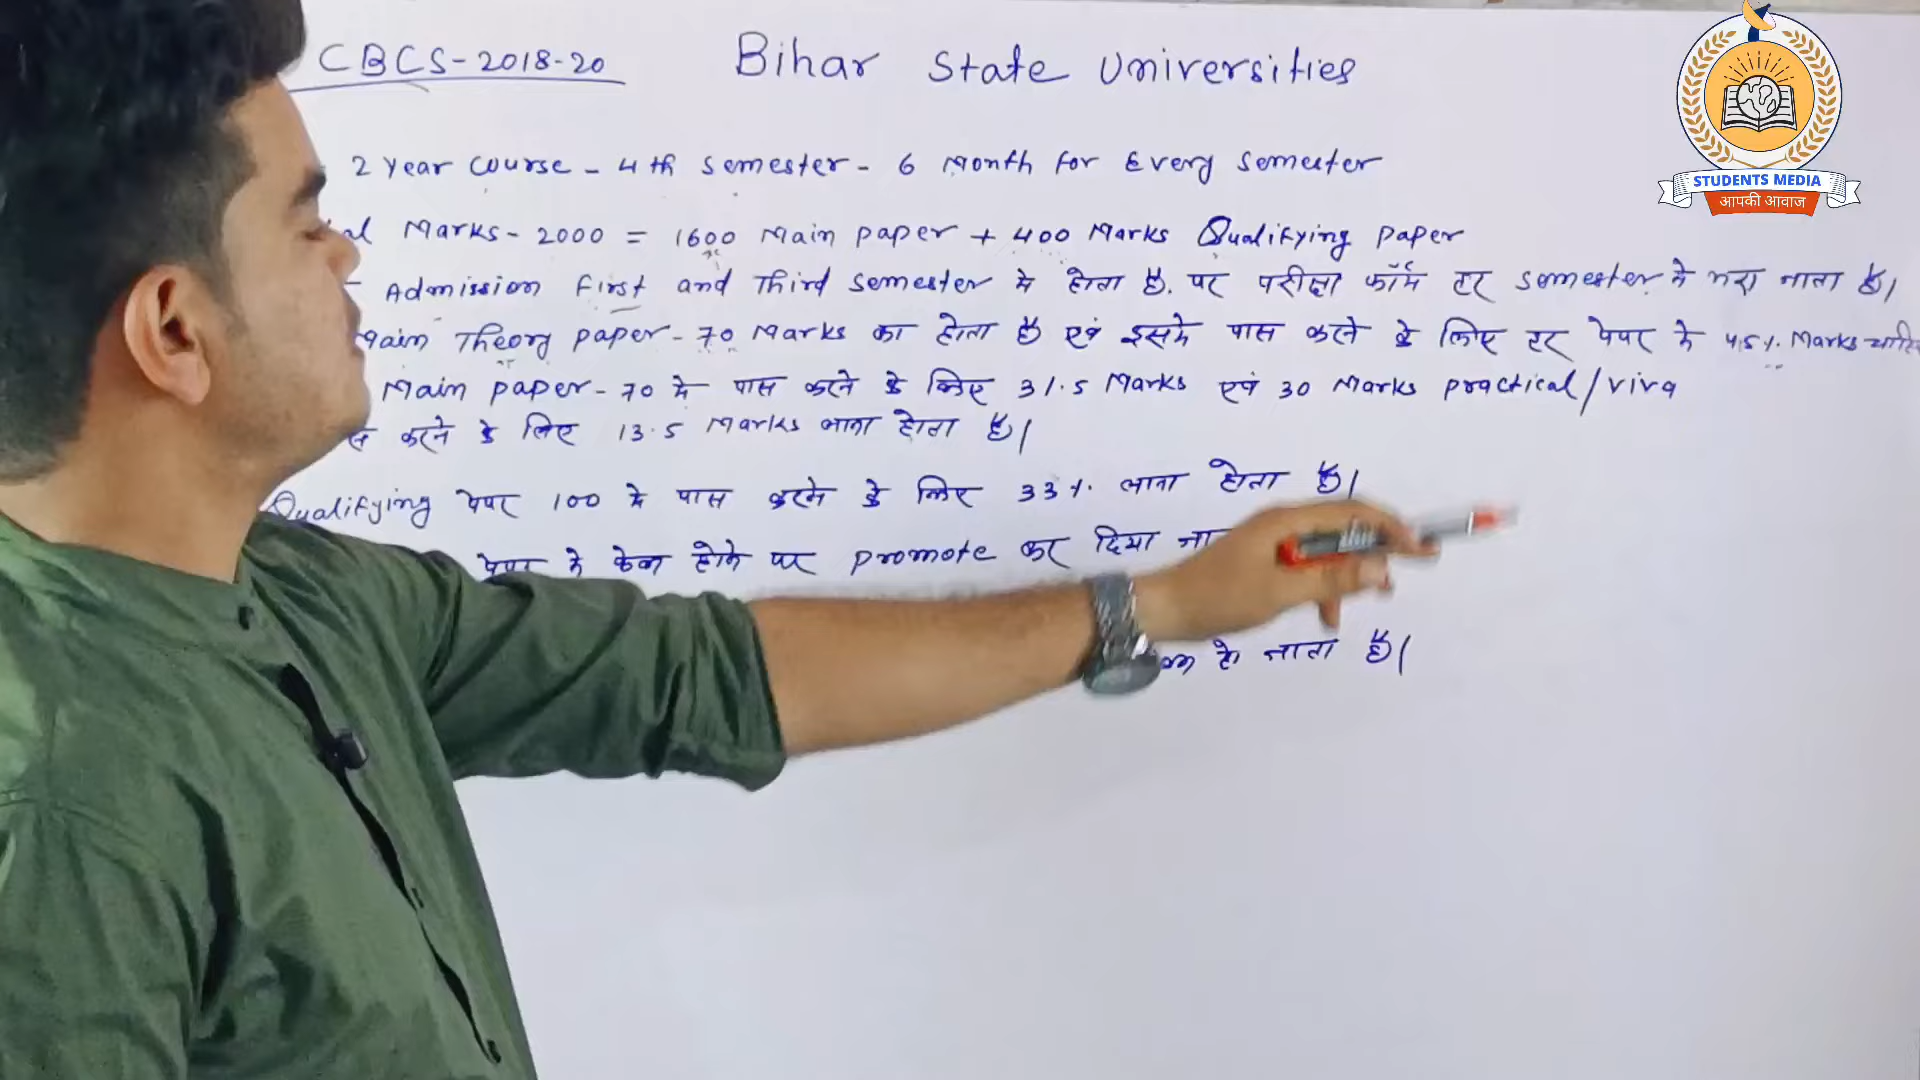 CBCS-2018-20
Bihar State Universities
2 Year Course - 4th Semester - 6 Month for Every Semester
Marks - 2000 = 1600 Main Paper + 400 Marks Qualifying Paper
Admission First and Third Semester मे होता है. पर परीक्षा फॉर्म हर Semester मे भरा जाता है।
Main Theory paper - 70 Marks का होता है एवं इसमे पास करने के लिए हर पेपर मे 45%. Marks
Main paper - 70 मे पास करने के लिए 31.5 Marks एवं 30 Marks practical/viva
करने के लिए 13.5 Marks लाना होता है।
Qualifying पेपर 100 मे पास करने के लिए 33%. लाना होता है।
पेपर मे फेल होने पर promote कर दिया
हो जाता है।
STUDENTS MEDIA
आपकी आवाज